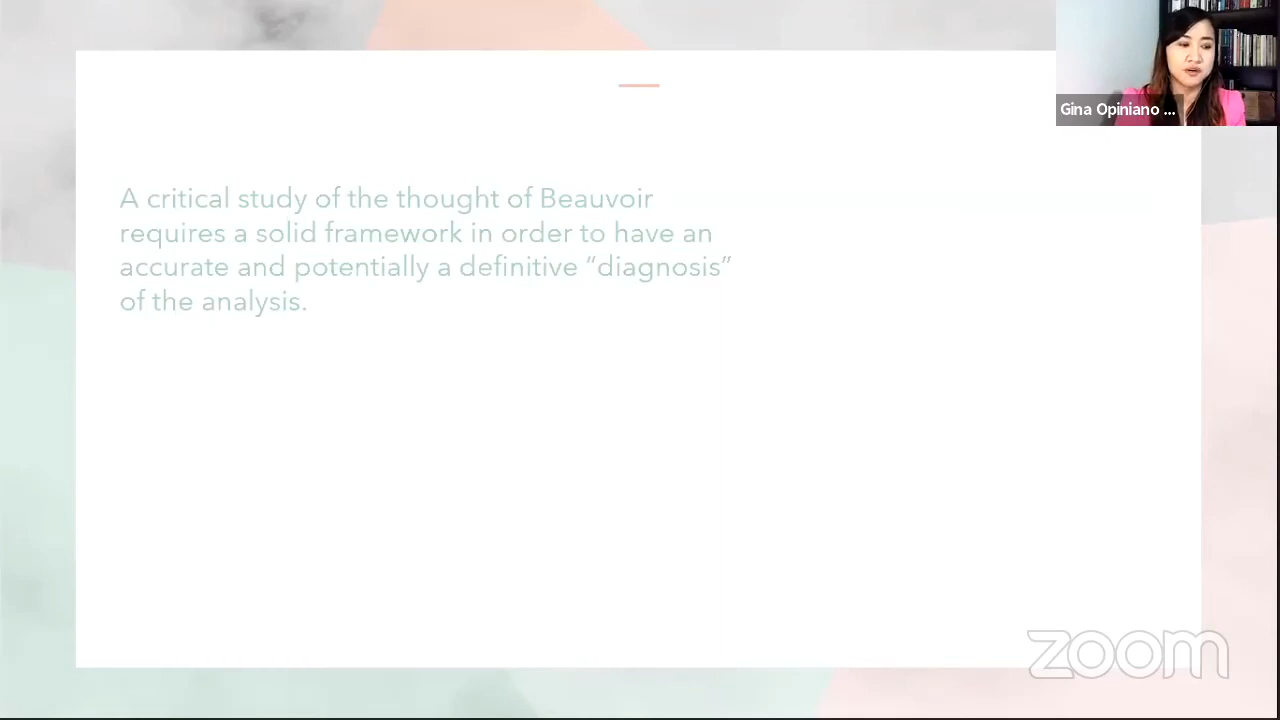 Gina Opiniano ...
A critical study of the thought of Beauvoir
requires a solid framework in order to have an
accurate and potentially a definitive “diagnosis”
of the analysis.
zoom